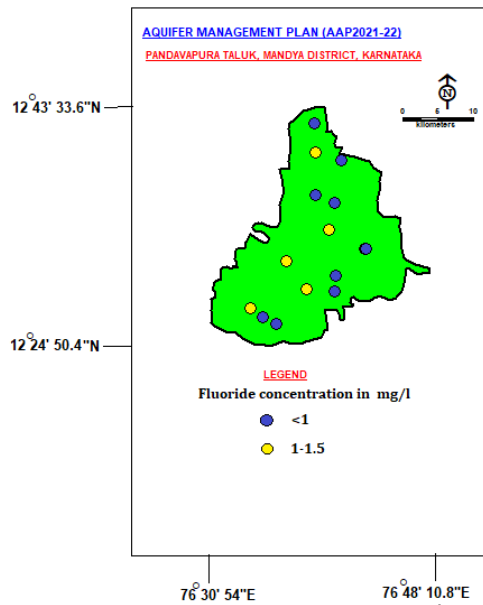 AQUIFER MANAGEMENT PLAN (AAP2021-22)
PANDAVAPURA TALUK, MANDYA DISTRICT, KARNATAKA
N
0 5 10
kilometers
12° 43' 33.6"N
12° 24' 50.4"N
LEGEND
Fluoride concentration in mg/l
<1
1-1.5
76° 30' 54"E
76° 48' 10.8"E